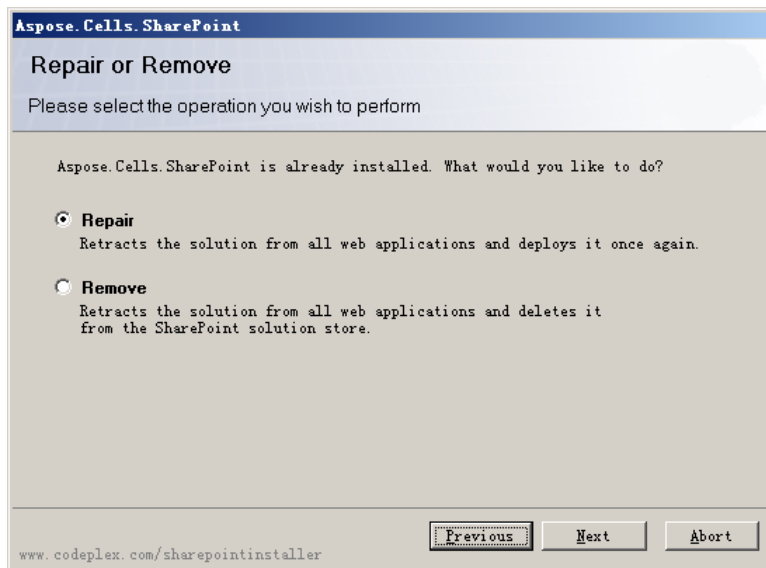 Aspose.Cells.SharePoint
Repair or Remove
Please select the operation you wish to perform
Aspose.Cells.SharePoint is already installed. What would you like to do?
Repair
Retracts the solution from all web applications and deploys it once again.
Remove
Retracts the solution from all web applications and deletes it
from the SharePoint solution store.
Previous Next Abort
www.codeplex.com/sharepointinstaller